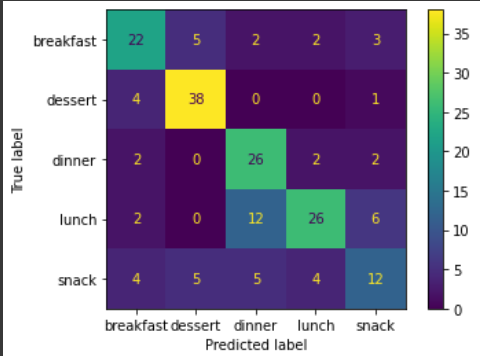 breakfast 22 5 2 2 3
dessert 4 38 0 0 1
dinner 2 0 26 2 2
lunch 2 0 12 26 6
snack 4 5 5 4 12
breakfast dessert dinner lunch snack
Predicted label
True label
35
30
25
20
15
10
5
0